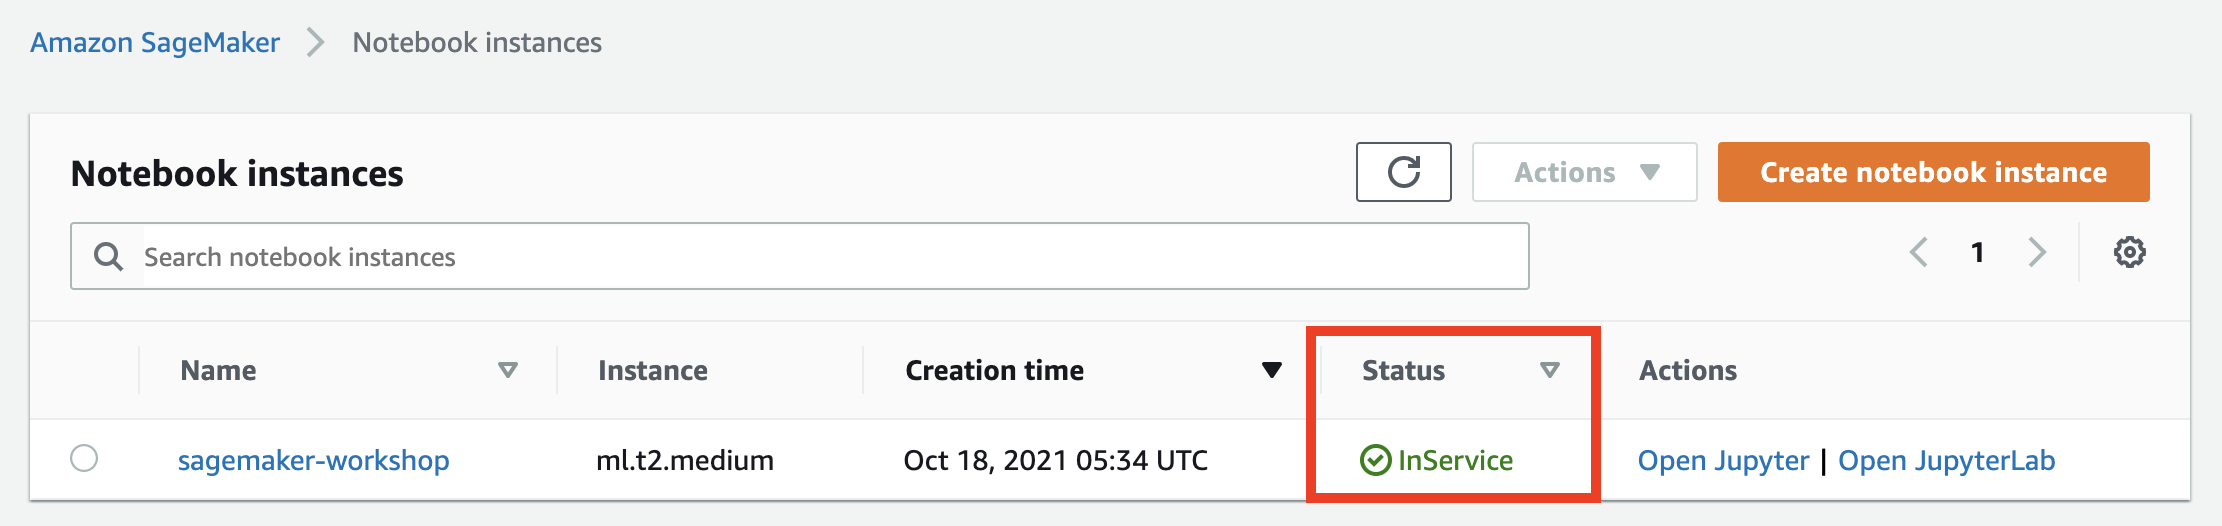 Amazon SageMaker > Notebook instances
Notebook instances
Actions
Create notebook instance
Search notebook instances
1
Name Instance Creation time Status Actions
sagemaker-workshop ml.t2.medium Oct 18, 2021 05:34 UTC InService Open Jupyter | Open JupyterLab